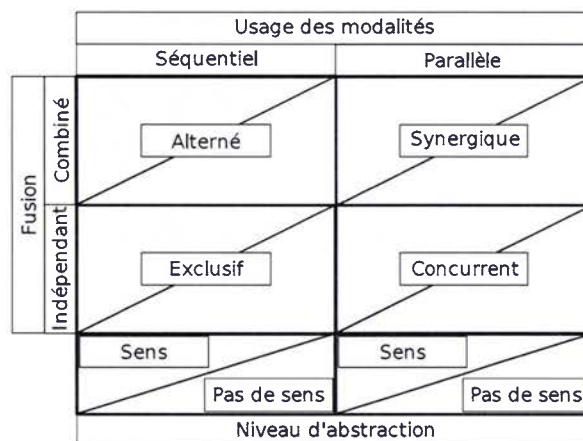 Usage des modalités
Séquentiel Parallèle
Fusion
Combiné
Alterné Synergique
Indépendant
Exclusif Concurrent
Sens Sens
Pas de sens Pas de sens
Niveau d'abstraction